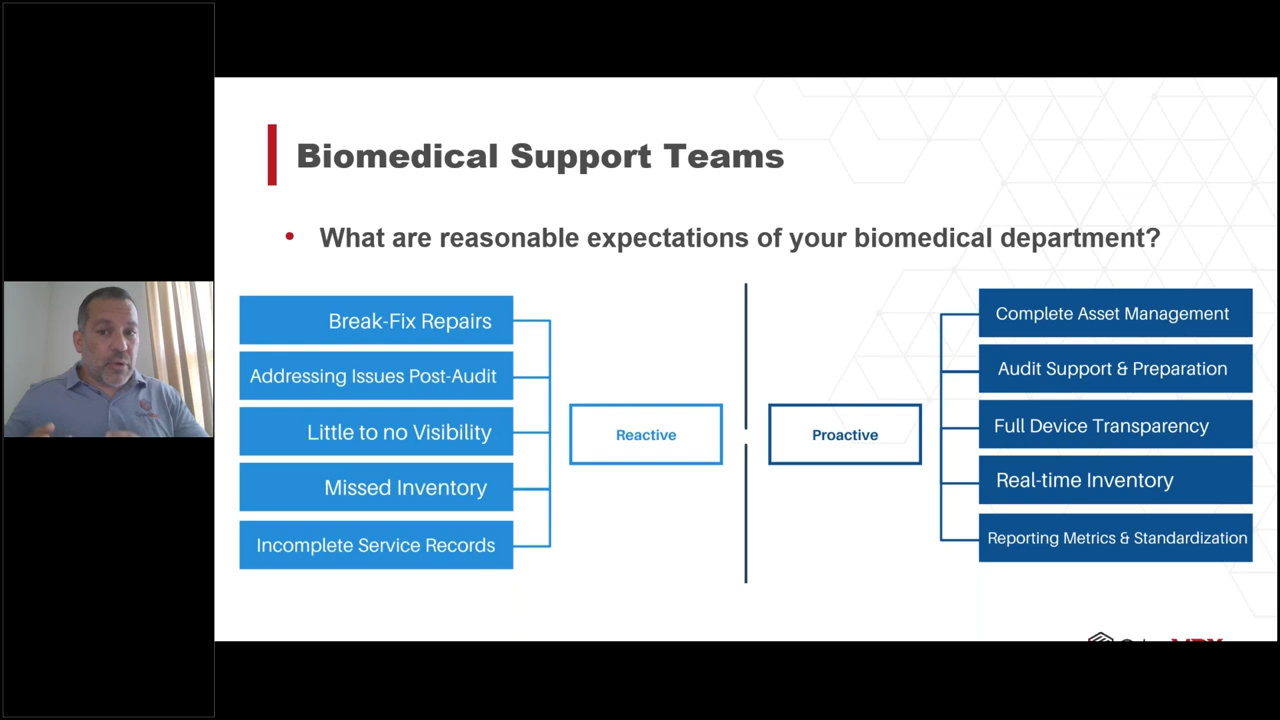 Biomedical Support Teams
• What are reasonable expectations of your biomedical department?
Break-Fix Repairs
Addressing Issues Post-Audit
Little to no Visibility
Missed Inventory
Incomplete Service Records
Reactive
Proactive
Complete Asset Management
Audit Support & Preparation
Full Device Transparency
Real-time Inventory
Reporting Metrics & Standardization